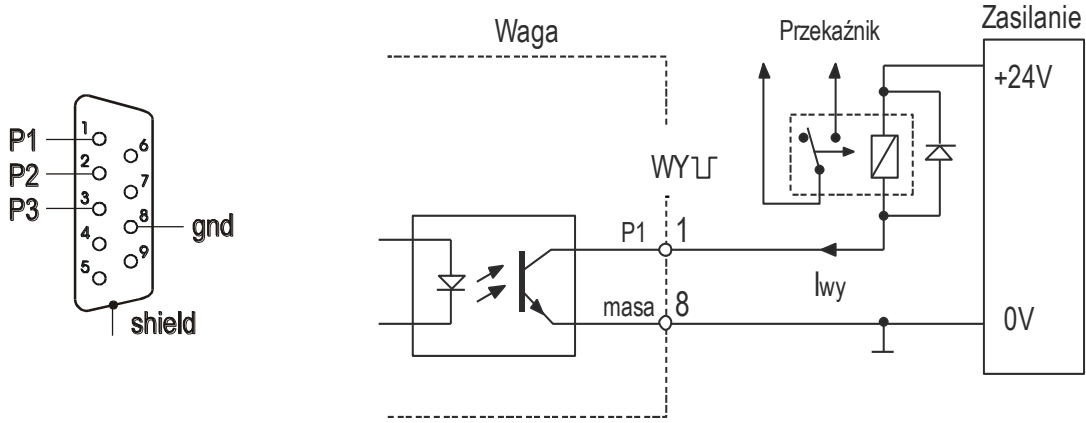 Waga
Przekaźnik
Zasilanie
+24V
WY
P1
P2
P3
1
2
3
4
5
6
7
8
9
gnd
shield
P1 1
Iwy
masa 8
0V